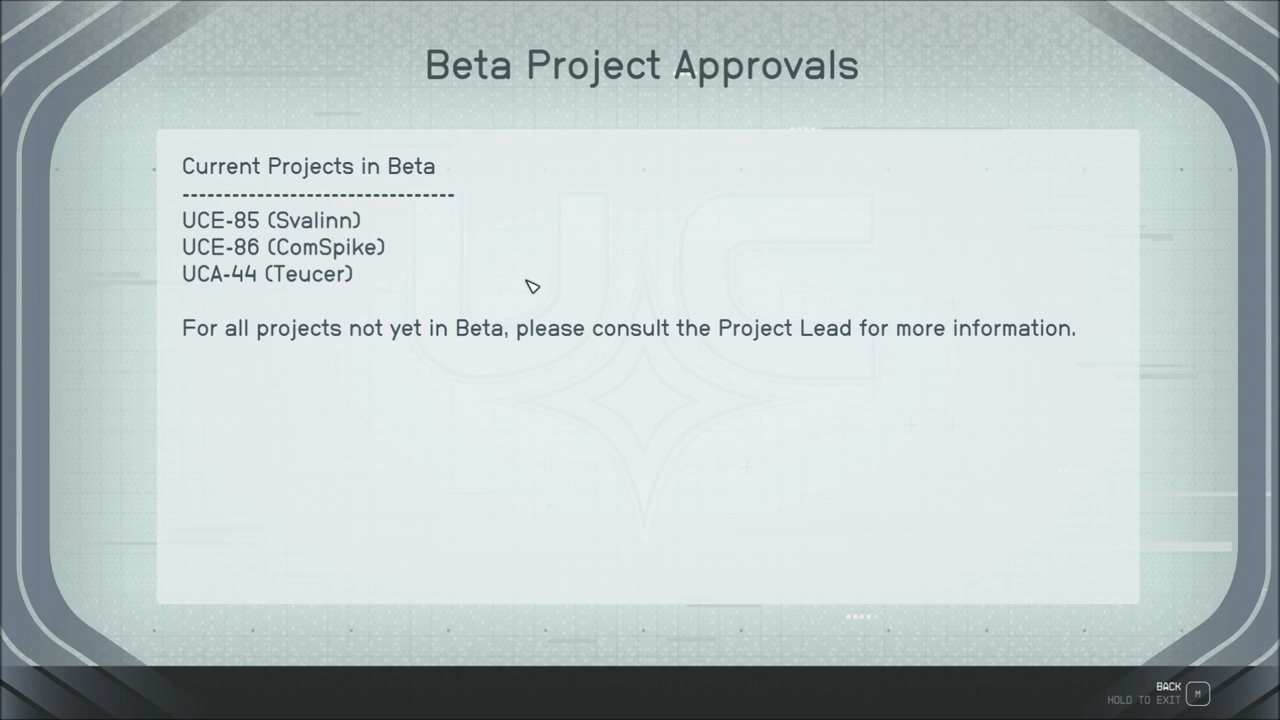 Beta Project Approvals
Current Projects in Beta
---------------------------------
UCE-85 (Svalinn)
UCE-86 (ComSpike)
UCA-44 (Teucer)
For all projects not yet in Beta, please consult the Project Lead for more information.
UC
BACK
HOLD TO EXIT
M